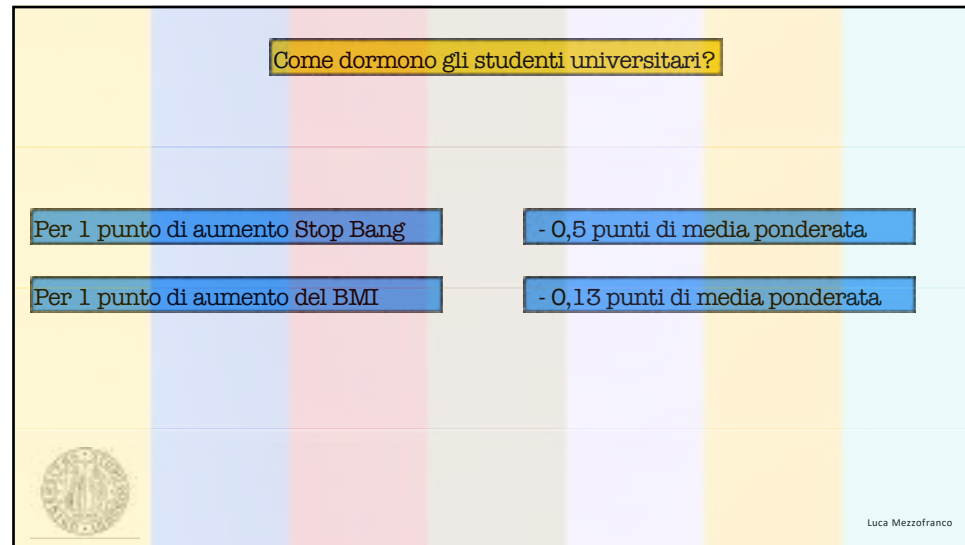 Come dormono gli studenti universitari?
Per 1 punto di aumento Stop Bang
- 0,5 punti di media ponderata
Per 1 punto di aumento del BMI
- 0,13 punti di media ponderata
Luca Mezzofranco